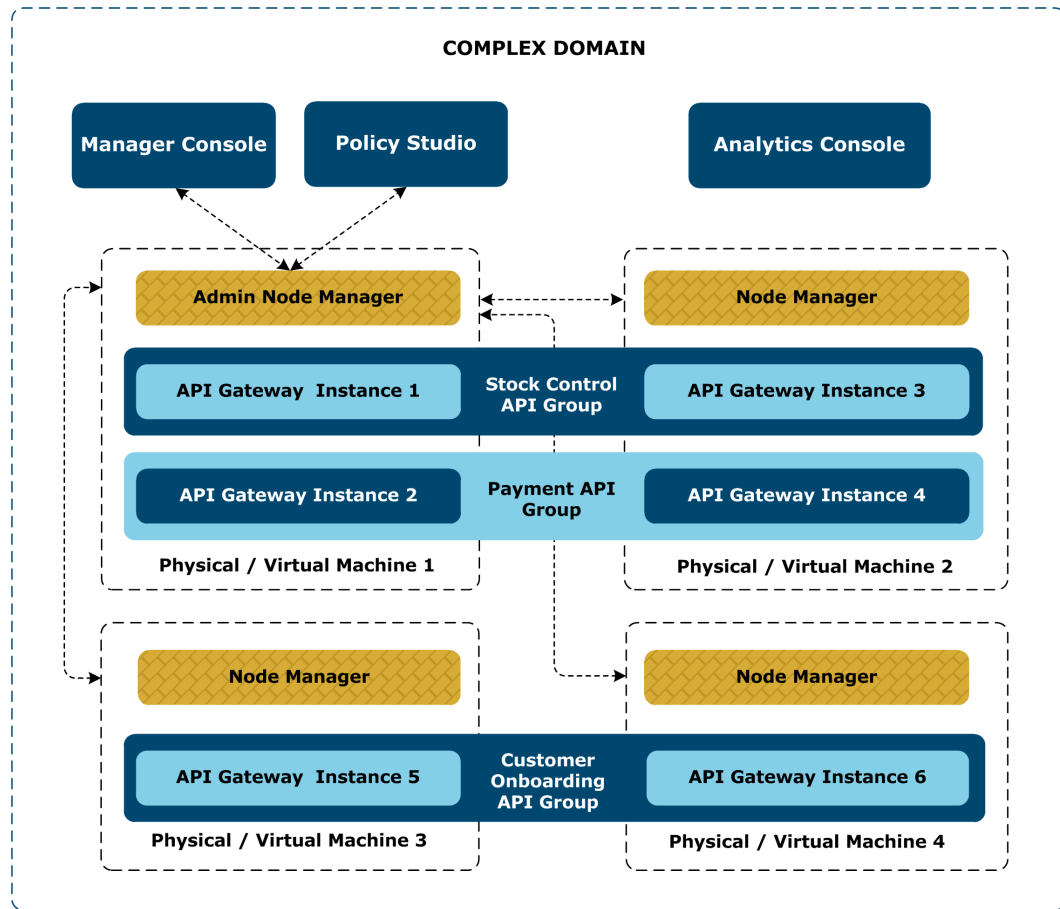 COMPLEX DOMAIN
Manager Console
Policy Studio
Analytics Console
Admin Node Manager
Node Manager
API Gateway  Instance 1
Stock Control
API Group
API Gateway Instance 3
API Gateway Instance 2
Payment API
Group
API Gateway Instance 4
Physical / Virtual Machine 1
Physical / Virtual Machine 2
Node Manager
Node Manager
API Gateway  Instance 5
Customer
Onboarding
API Group
API Gateway Instance 6
Physical / Virtual Machine 3
Physical / Virtual Machine 4